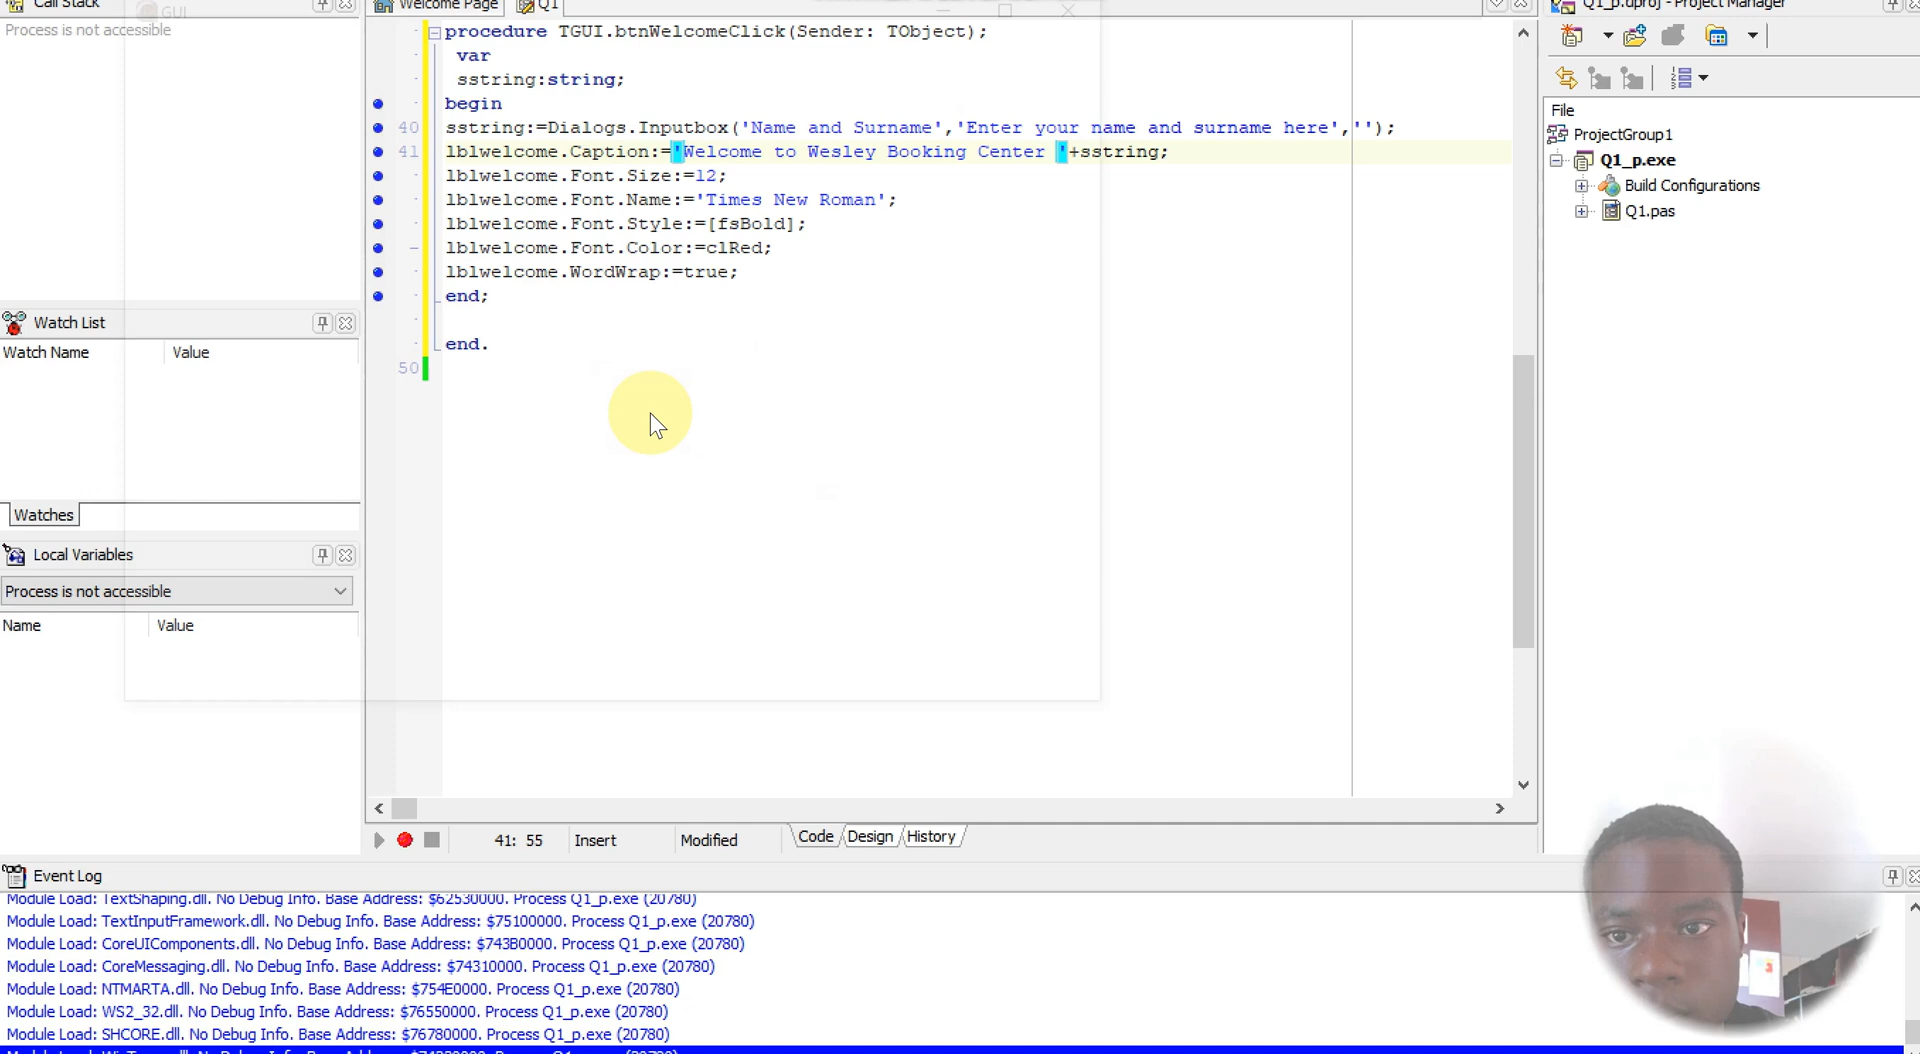 Call Stack
GUI
Process is not accessible
Welcome Page
Q1
procedure TGUI.btnWelcomeClick(Sender: TObject);
var
sstring:string;
begin
40 sstring:=Dialogs.Inputbox('Name and Surname','Enter your name and surname here','');
41 lblwelcome.Caption:='Welcome to Wesley Booking Center '+sstring;
lblwelcome.Font.Size:=12;
lblwelcome.Font.Name:='Times New Roman';
lblwelcome.Font.Style:=[fsBold];
lblwelcome.Font.Color:=clRed;
lblwelcome.WordWrap:=true;
end;
end.
50
Q1_p.dproj - Project Manager
File
ProjectGroup1
Q1_p.exe
Build Configurations
Q1.pas
Watch List
Watch Name Value
Watches
Local Variables
Process is not accessible
Name Value
41: 55 Insert Modified Code Design History
Event Log
Module Load: TextShaping.dll. No Debug Info. Base Address: $62530000. Process Q1_p.exe (20780)
Module Load: TextInputFramework.dll. No Debug Info. Base Address: $75100000. Process Q1_p.exe (20780)
Module Load: CoreUIComponents.dll. No Debug Info. Base Address: $743B0000. Process Q1_p.exe (20780)
Module Load: CoreMessaging.dll. No Debug Info. Base Address: $74310000. Process Q1_p.exe (20780)
Module Load: NTMARTA.dll. No Debug Info. Base Address: $754E0000. Process Q1_p.exe (20780)
Module Load: WS2_32.dll. No Debug Info. Base Address: $76550000. Process Q1_p.exe (20780)
Module Load: SHCORE.dll. No Debug Info. Base Address: $76780000. Process Q1_p.exe (20780)